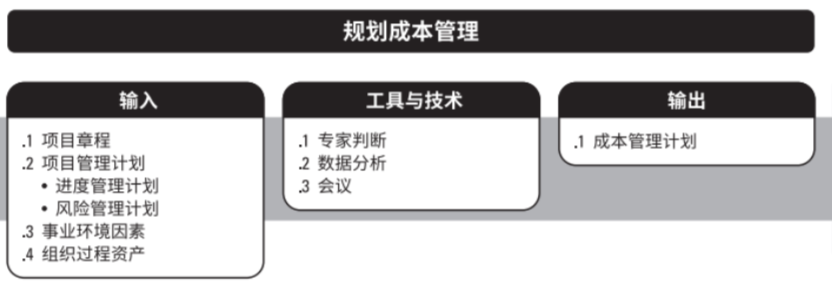 规划成本管理
输入
.1 项目章程
.2 项目管理计划
• 进度管理计划
• 风险管理计划
.3 事业环境因素
.4 组织过程资产
工具与技术
.1 专家判断
.2 数据分析
.3 会议
输出
.1 成本管理计划